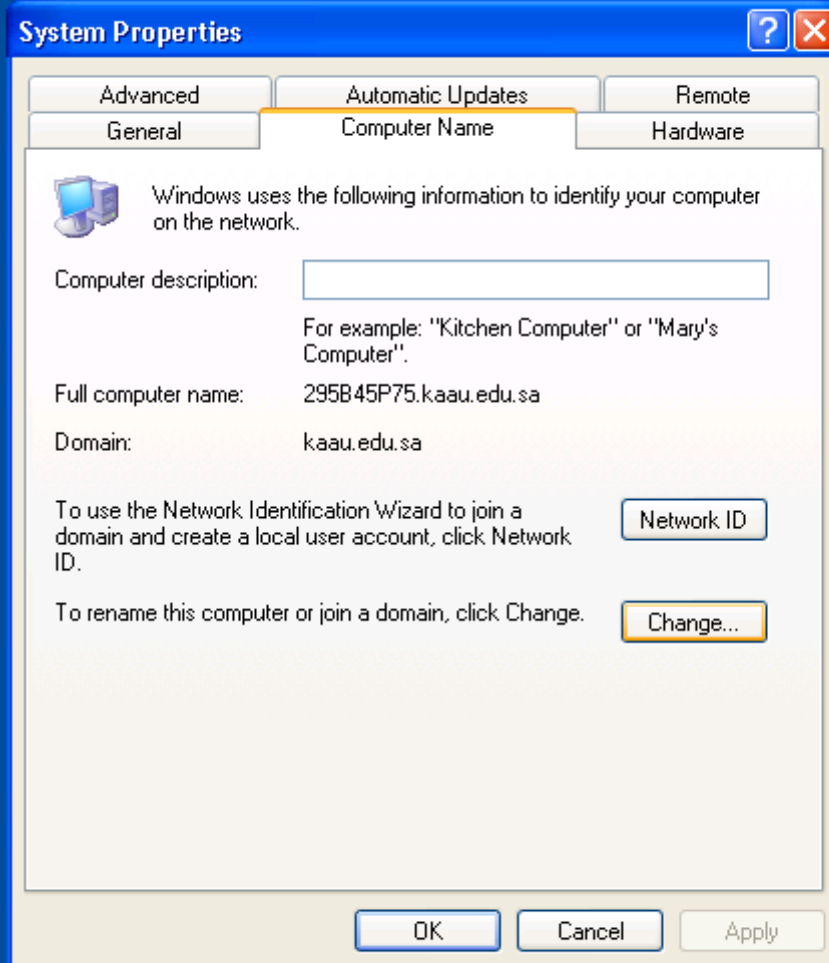 System Properties
Advanced
Automatic Updates
Remote
General
Computer Name
Hardware
Windows uses the following information to identify your computer
on the network.
Computer description:
For example: "Kitchen Computer" or "Mary's
Computer".
Full computer name:
295B45P75.kaau.edu.sa
Domain:
kaau.edu.sa
To use the Network Identification Wizard to join a
domain and create a local user account, click Network
ID.
Network ID
To rename this computer or join a domain, click Change.
Change...
OK
Cancel
Apply